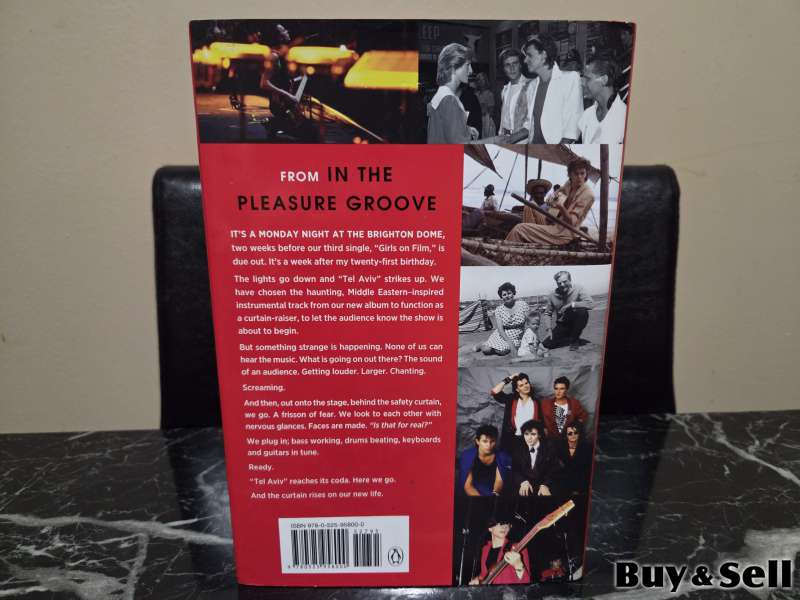 EEP
FROM IN THE
PLEASURE GROOVE
IT'S A MONDAY NIGHT AT THE BRIGHTON DOME,
two weeks before our third single, "Girls on Film," is
due out. It's a week after my twenty-first birthday.
The lights go down and "Tel Aviv" strikes up. We
have chosen the haunting, Middle Eastern–inspired
instrumental track from our new album to function as
a curtain-raiser, to let the audience know the show is
about to begin.
But something strange is happening. None of us can
hear the music. What is going on out there? The sound
of an audience. Getting louder. Larger. Chanting.
Screaming.
And then, out onto the stage, behind the safety curtain,
we go. A frisson of fear. We look to each other with
nervous glances. Faces are made. "Is that for real?"
We plug in; bass working, drums beating, keyboards
and guitars in tune.
Ready.
"Tel Aviv" reaches its coda. Here we go.
And the curtain rises on our new life.
ISBN 978-0-525-95800-0
Buy & Sell